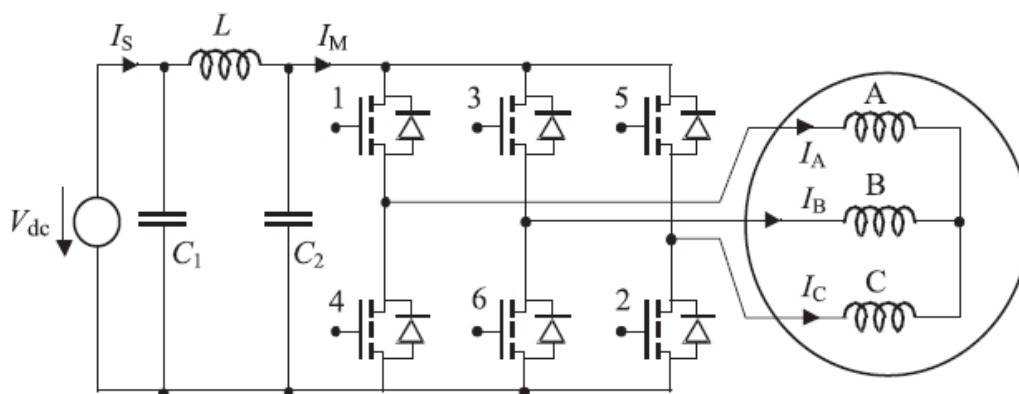 I_S L I_M
1 3 5 A
I_A
B
I_B
V_dc C_1 C_2
C
I_C
4 6 2